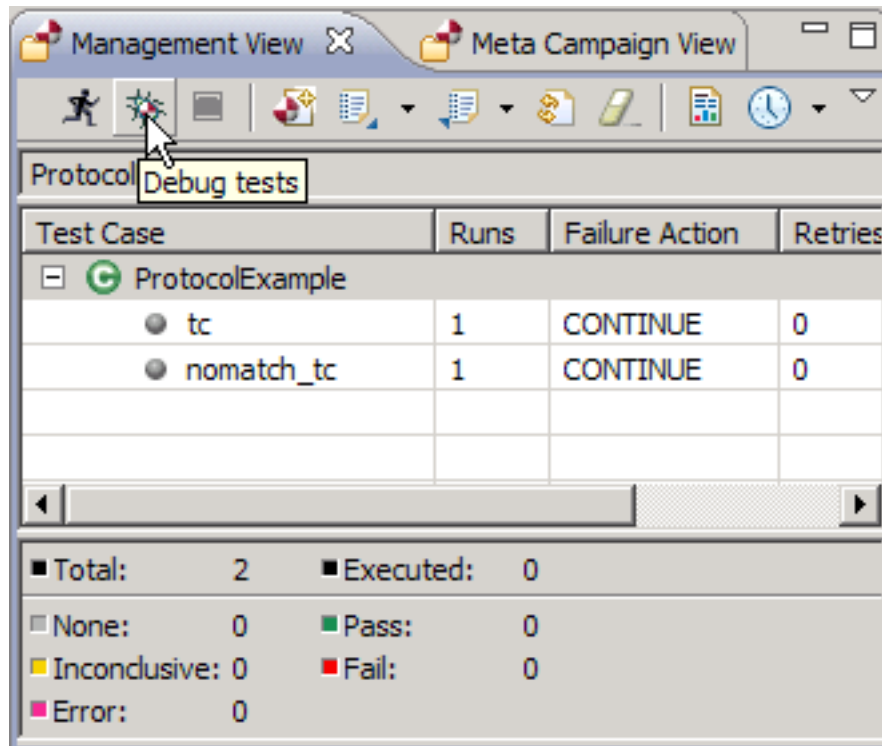 Management View Meta Campaign View
Protocol
Debug tests
Test Case Runs Failure Action Retries
ProtocolExample
tc 1 CONTINUE 0
nomatch_tc 1 CONTINUE 0
Total: 2 Executed: 0
None: 0 Pass: 0
Inconclusive: 0 Fail: 0
Error: 0